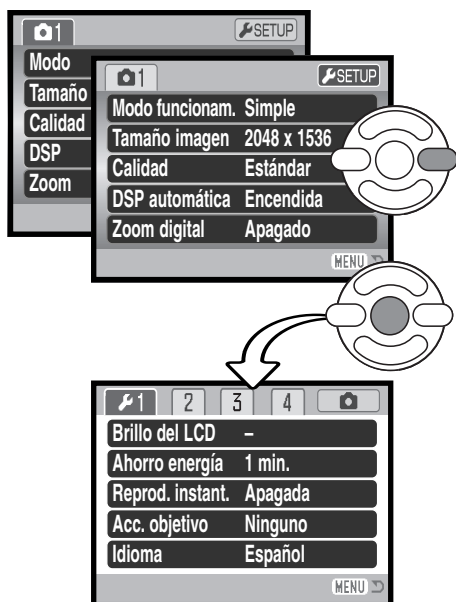 1 SETUP
Modo
Tamaño
Calidad
DSP
Zoom
1 SETUP
Modo funcionam. Simple
Tamaño imagen 2048 x 1536
Calidad Estándar
DSP automática Encendida
Zoom digital Apagado
MENU
1 2 3 4
Brillo del LCD –
Ahorro energía 1 min.
Reprod. instant. Apagada
Acc. objetivo Ninguno
Idioma Español
MENU